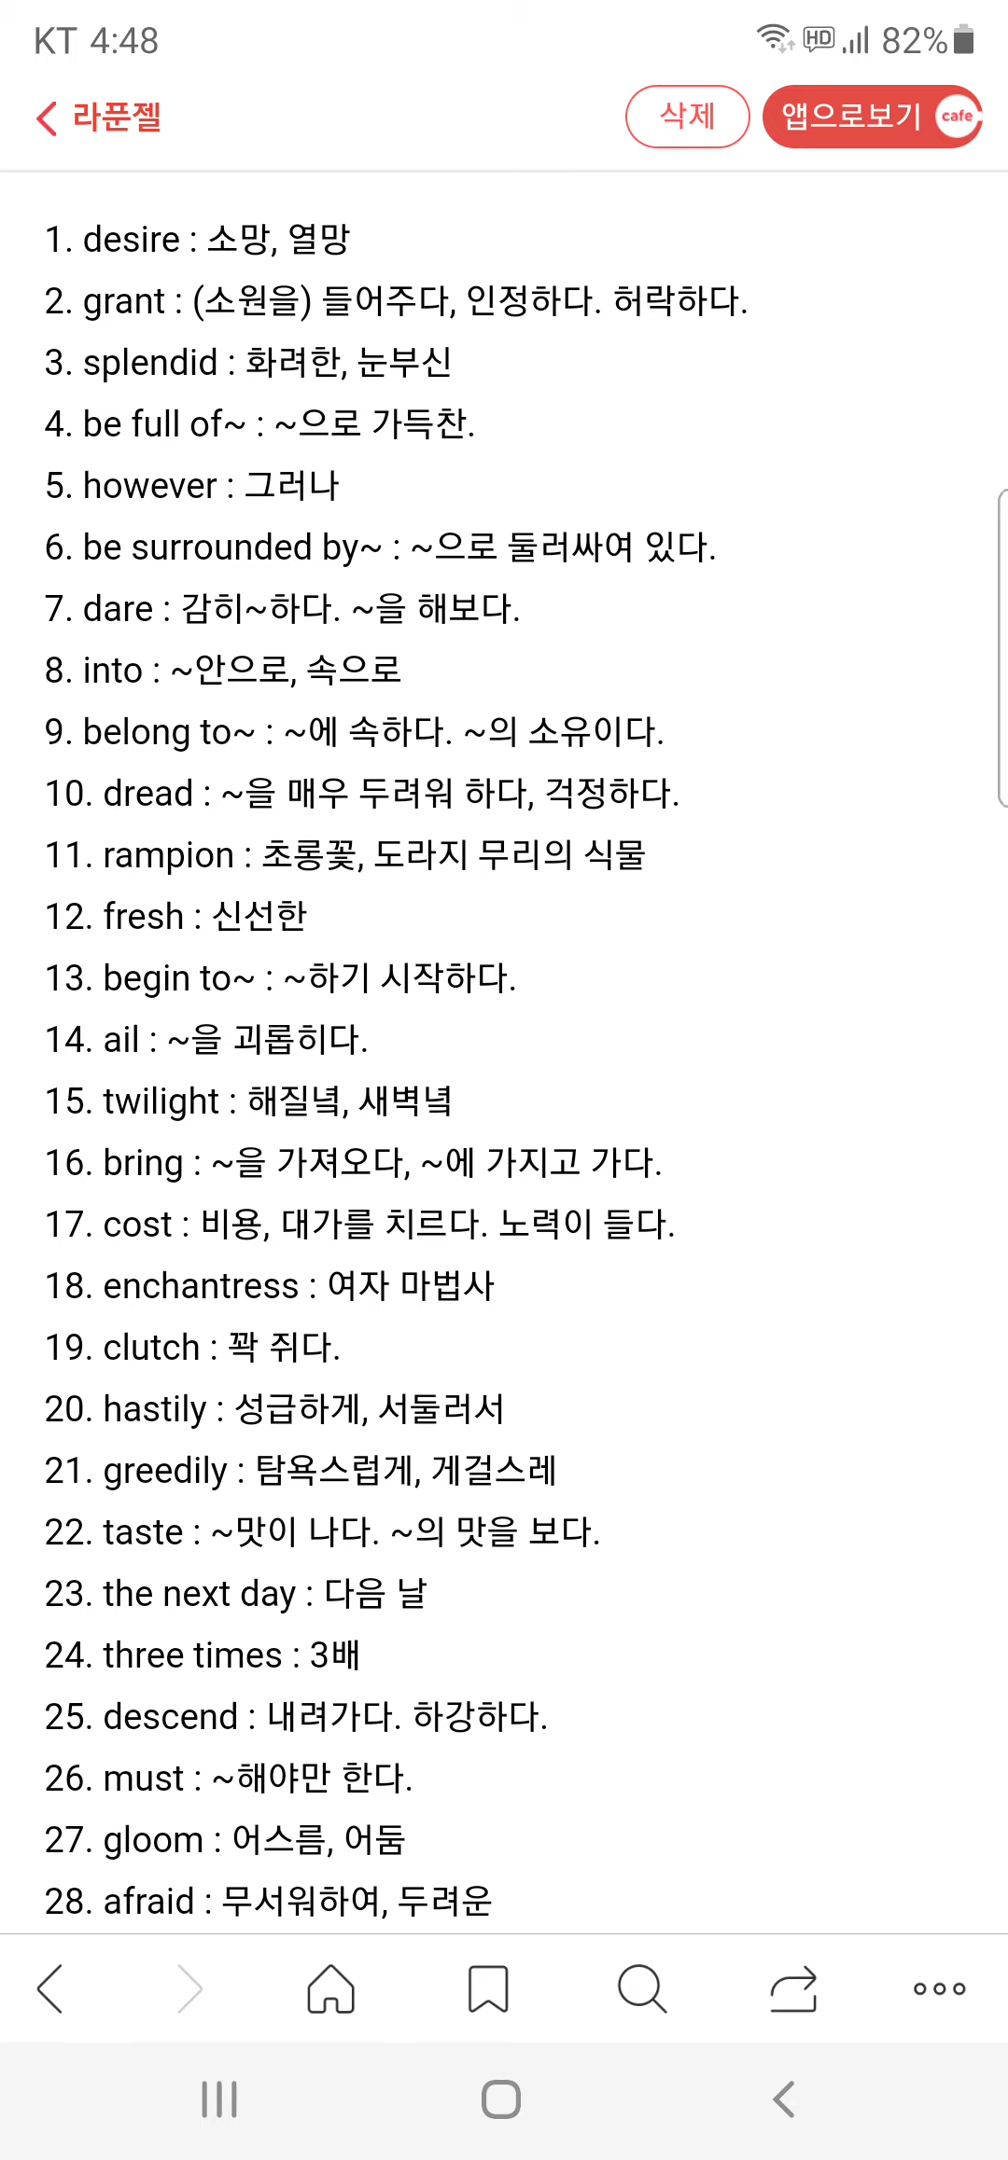 KT 4:48
HD 82%
라푼젤
삭제
앱으로보기 cafe
1. desire : 소망, 열망
2. grant : (소원을) 들어주다, 인정하다. 허락하다.
3. splendid : 화려한, 눈부신
4. be full of~ : ~으로 가득찬.
5. however : 그러나
6. be surrounded by~ : ~으로 둘러싸여 있다.
7. dare : 감히~하다. ~을 해보다.
8. into : ~안으로, 속으로
9. belong to~ : ~에 속하다. ~의 소유이다.
10. dread : ~을 매우 두려워 하다, 걱정하다.
11. rampion : 초롱꽃, 도라지 무리의 식물
12. fresh : 신선한
13. begin to~ : ~하기 시작하다.
14. ail : ~을 괴롭히다.
15. twilight : 해질녘, 새벽녘
16. bring : ~을 가져오다, ~에 가지고 가다.
17. cost : 비용, 대가를 치르다. 노력이 들다.
18. enchantress : 여자 마법사
19. clutch : 꽉 쥐다.
20. hastily : 성급하게, 서둘러서
21. greedily : 탐욕스럽게, 게걸스레
22. taste : ~맛이 나다. ~의 맛을 보다.
23. the next day : 다음 날
24. three times : 3배
25. descend : 내려가다. 하강하다.
26. must : ~해야만 한다.
27. gloom : 어스름, 어둠
28. afraid : 무서워하여, 두려운